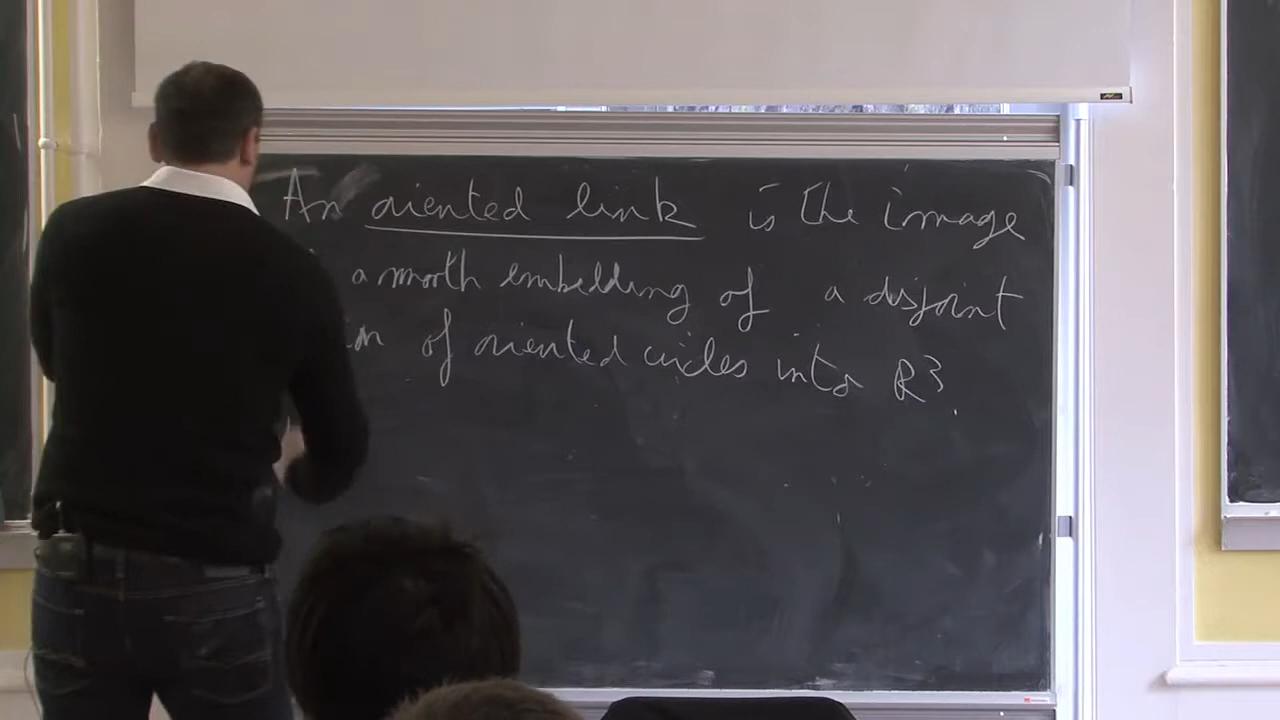 An oriented link is the image
a smooth embedding of a disjoint
of oriented circles into R³.